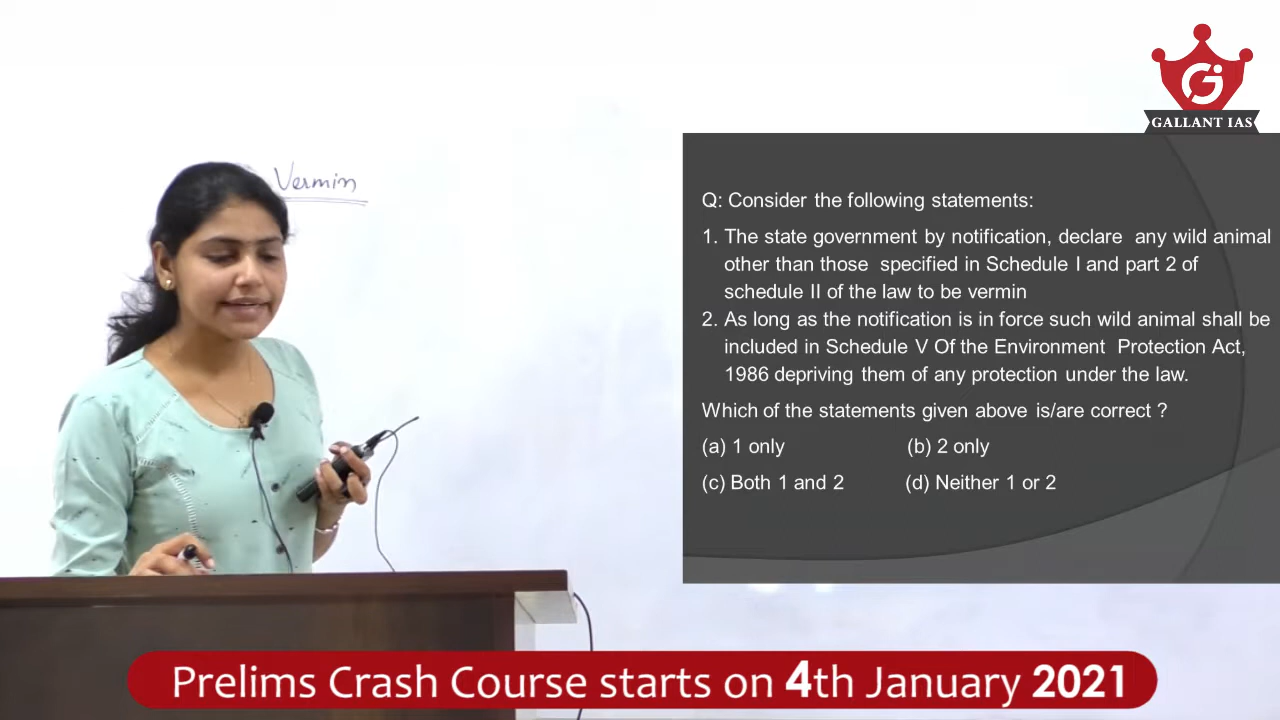 GALLANT IAS
Vermin
Q: Consider the following statements:
1. The state government by notification, declare any wild animal
other than those specified in Schedule I and part 2 of
schedule II of the law to be vermin
2. As long as the notification is in force such wild animal shall be
included in Schedule V Of the Environment Protection Act,
1986 depriving them of any protection under the law.
Which of the statements given above is/are correct ?
(a) 1 only (b) 2 only
(c) Both 1 and 2 (d) Neither 1 or 2
Prelims Crash Course starts on 4th January 2021